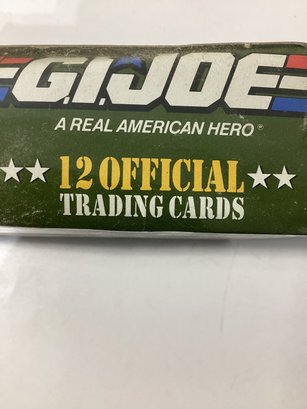 G.I.JOE
A REAL AMERICAN HERO®
12 OFFICIAL
TRADING CARDS